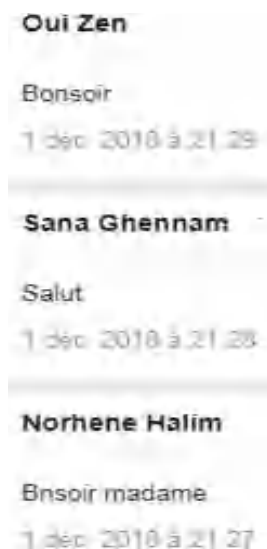 Oui Zen
Bonsoir
1 déc. 2018 à 21:29
Sana Ghennam
Salut
1 déc. 2018 à 21:28
Norhene Halim
Bnsoir madame
1 déc. 2018 à 21:27